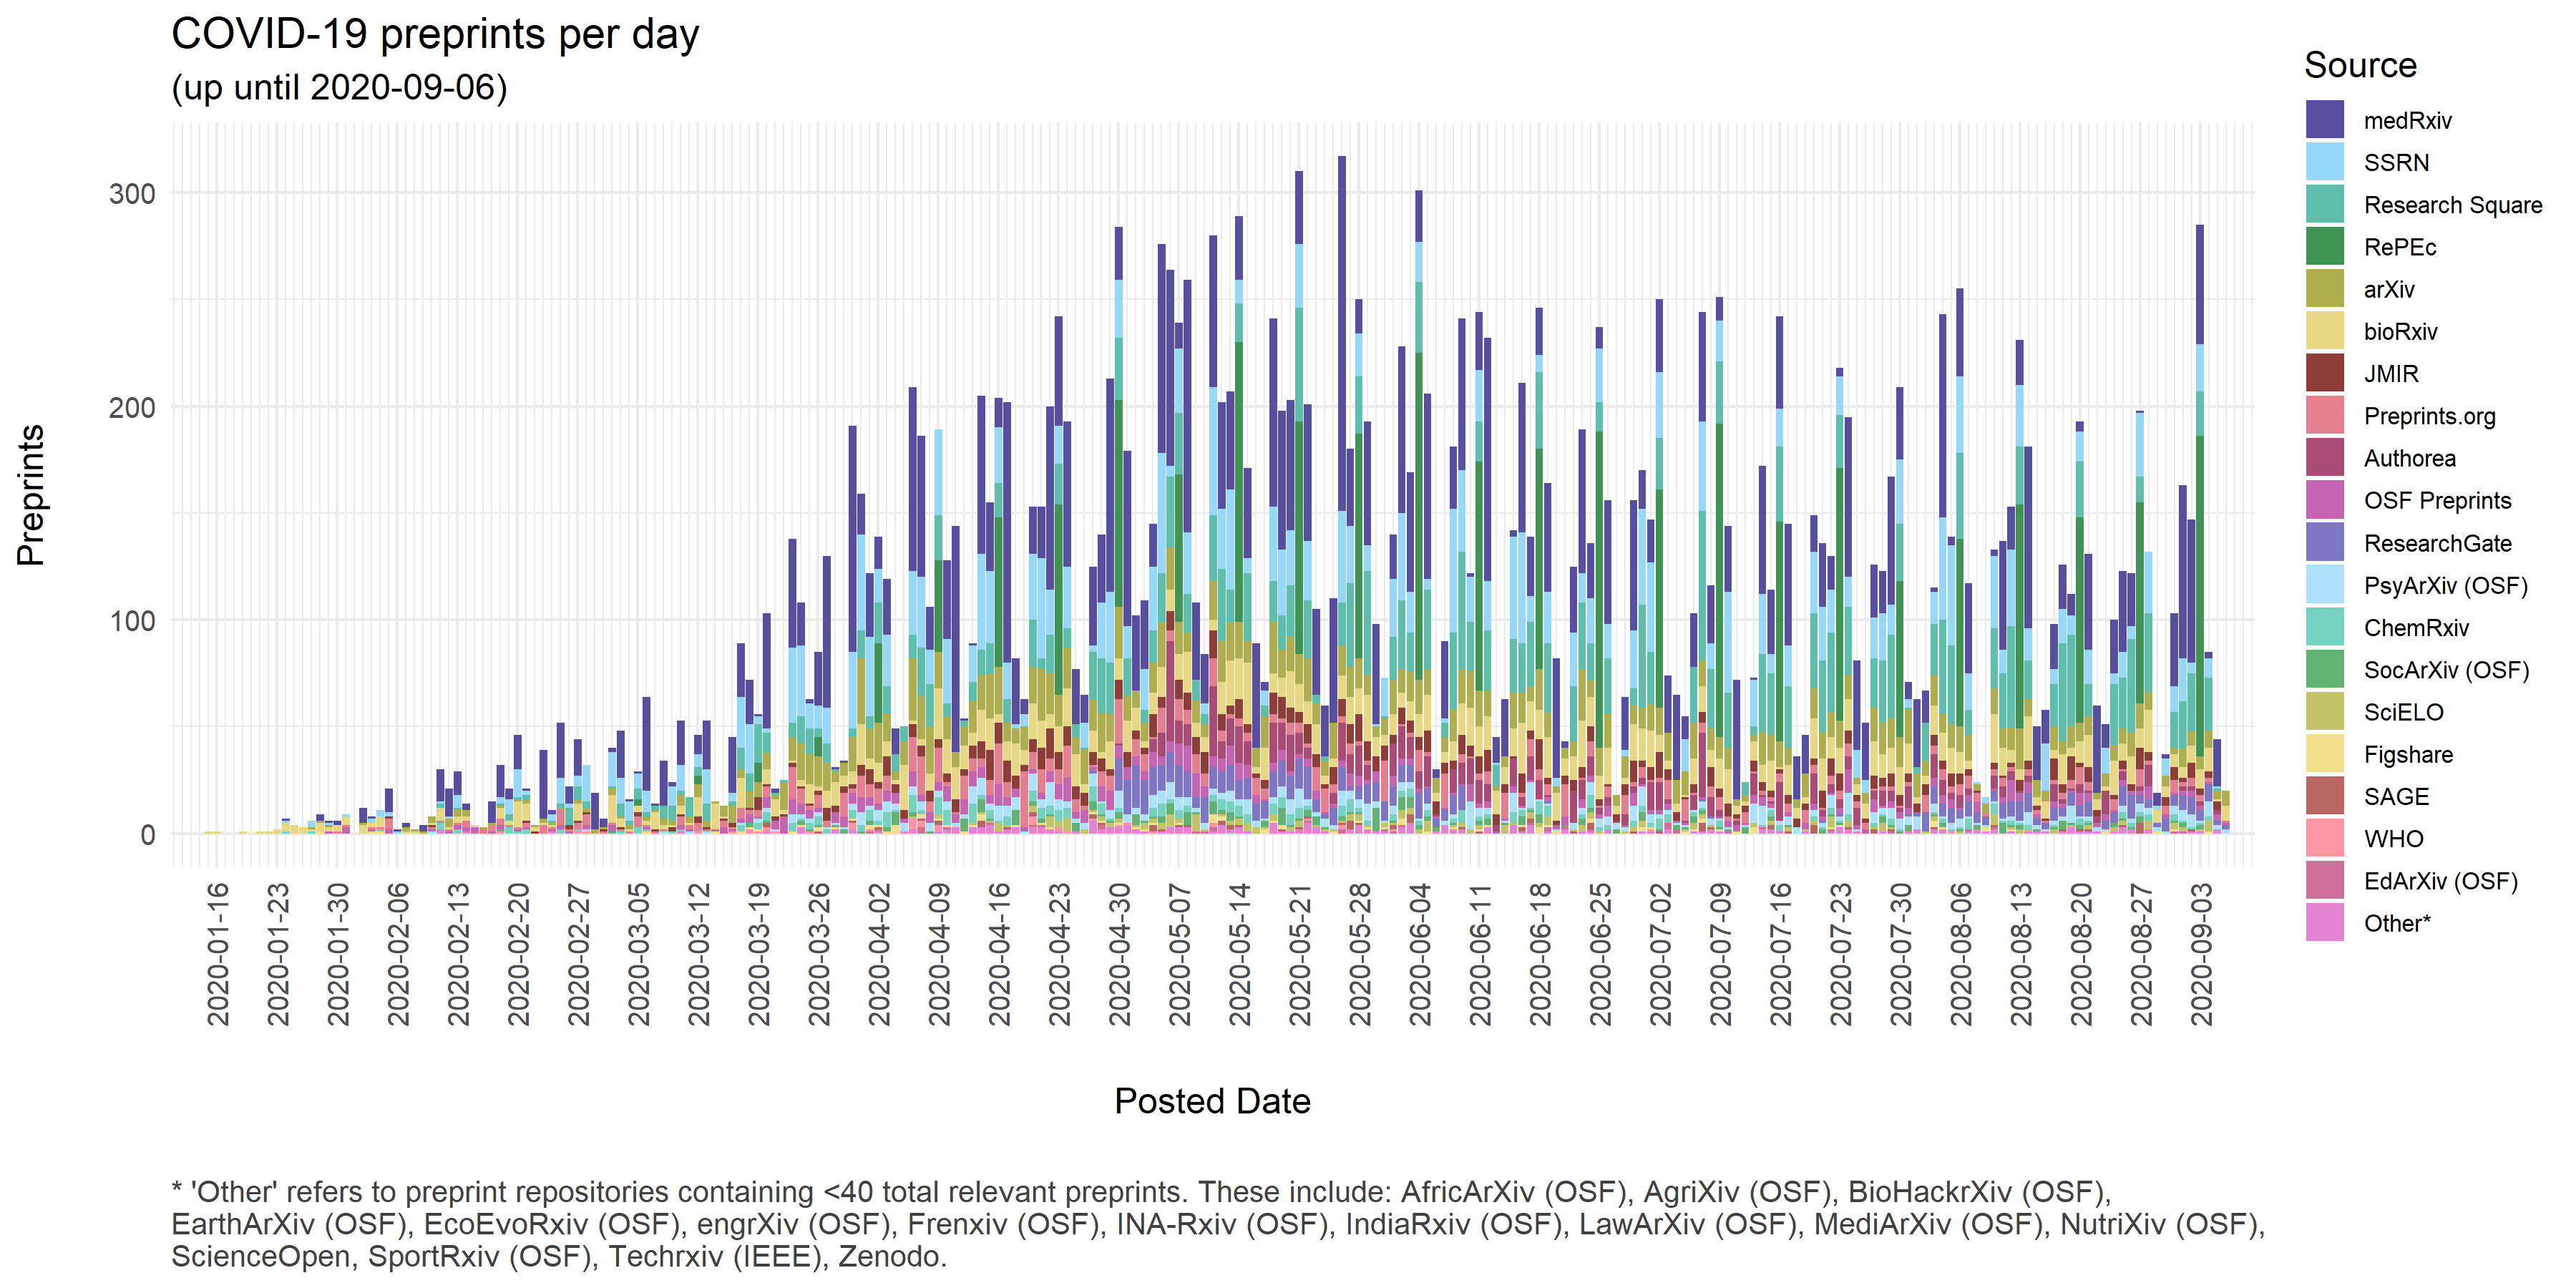 COVID-19 preprints per day
(up until 2020-09-06)
Preprints
300
200
100
0
2020-01-16
2020-01-23
2020-01-30
2020-02-06
2020-02-13
2020-02-20
2020-02-27
2020-03-05
2020-03-12
2020-03-19
2020-03-26
2020-04-02
2020-04-09
2020-04-16
2020-04-23
2020-04-30
2020-05-07
2020-05-14
2020-05-21
2020-05-28
2020-06-04
2020-06-11
2020-06-18
2020-06-25
2020-07-02
2020-07-09
2020-07-16
2020-07-23
2020-07-30
2020-08-06
2020-08-13
2020-08-20
2020-08-27
2020-09-03
Posted Date
Source
medRxiv
SSRN
Research Square
RePEc
arXiv
bioRxiv
JMIR
Preprints.org
Authorea
OSF Preprints
ResearchGate
PsyArXiv (OSF)
ChemRxiv
SocArXiv (OSF)
SciELO
Figshare
SAGE
WHO
EdArXiv (OSF)
Other*
* 'Other' refers to preprint repositories containing <40 total relevant preprints. These include: AfricArXiv (OSF), AgriXiv (OSF), BioHackrXiv (OSF),
EarthArXiv (OSF), EcoEvoRxiv (OSF), engrXiv (OSF), Frenxiv (OSF), INA-Rxiv (OSF), IndiaRxiv (OSF), LawArXiv (OSF), MediArXiv (OSF), NutriXiv (OSF),
ScienceOpen, SportRxiv (OSF), Techrxiv (IEEE), Zenodo.